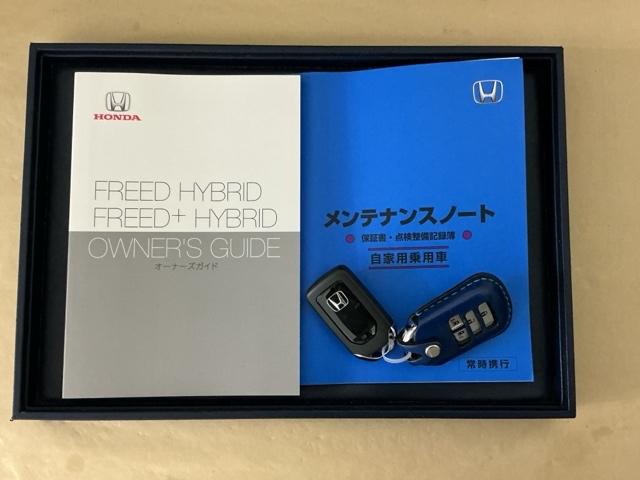 HONDA
FREED HYBRID
FREED+ HYBRID
OWNER'S GUIDE
オーナーズガイド
メンテナンスノート
保証書・点検整備記録簿
自家用乗用車
常時携行